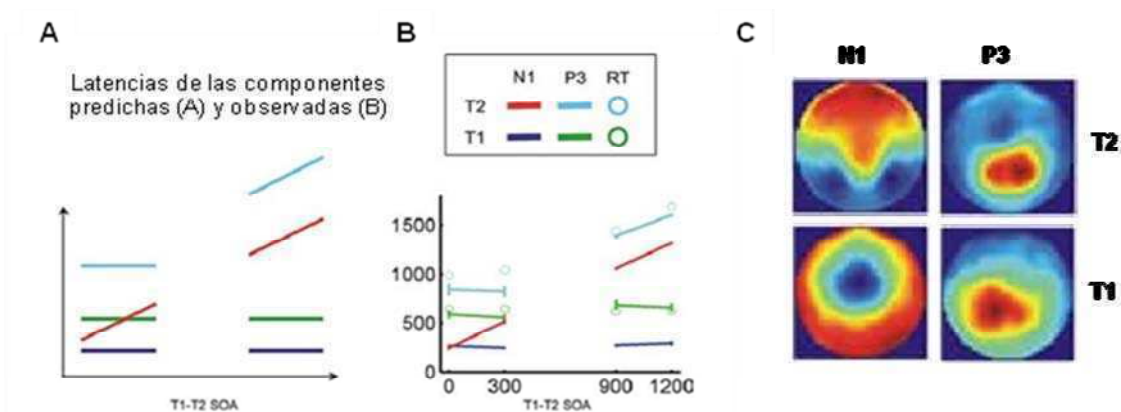 A
Latencias de las componentes
predichas (A) y observadas (B)
T1-T2 SOA
B
N1 P3 RT
T2
T1
1500
1000
500
0
0 300 900 1200
T1-T2 SOA
C
N1 P3
T2
T1